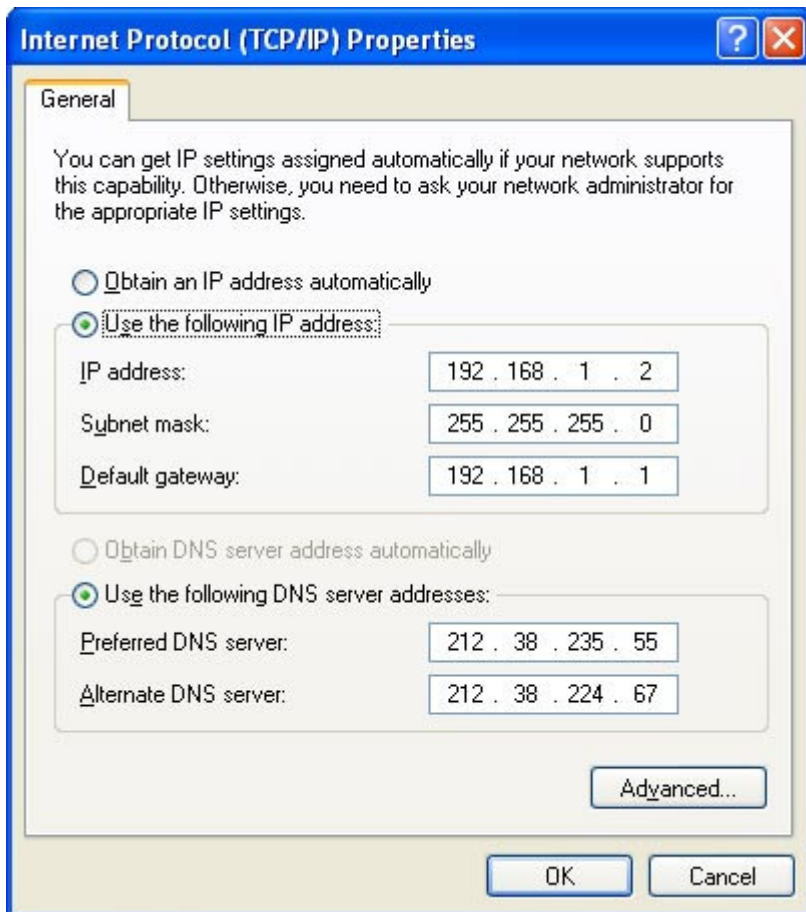 Internet Protocol (TCP/IP) Properties
?
General
You can get IP settings assigned automatically if your network supports
this capability. Otherwise, you need to ask your network administrator for
the appropriate IP settings.
Obtain an IP address automatically
Use the following IP address:
IP address: 192 . 168 . 1 . 2
Subnet mask: 255 . 255 . 255 . 0
Default gateway: 192 . 168 . 1 . 1
Obtain DNS server address automatically
Use the following DNS server addresses:
Preferred DNS server: 212 . 38 . 235 . 55
Alternate DNS server: 212 . 38 . 224 . 67
Advanced...
OK Cancel